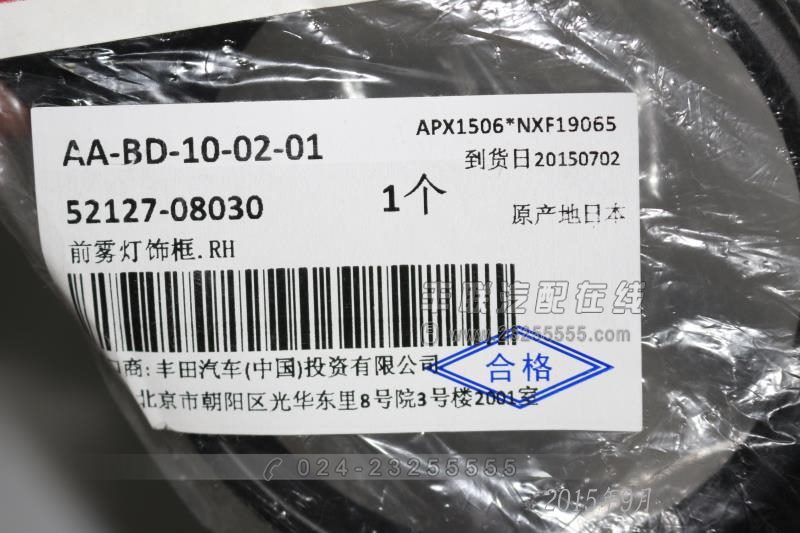 AA-BD-10-02-01
APX1506*NXF19065
到货日20150702
52127-08030
1个
原产地日本
前雾灯饰框.RH
丰联汽配在线
www.23255555.com
商: 丰田汽车(中国)投资有限公司
合格
北京市朝阳区光华东里8号院3号楼2001室
024-23255555
2015年9月